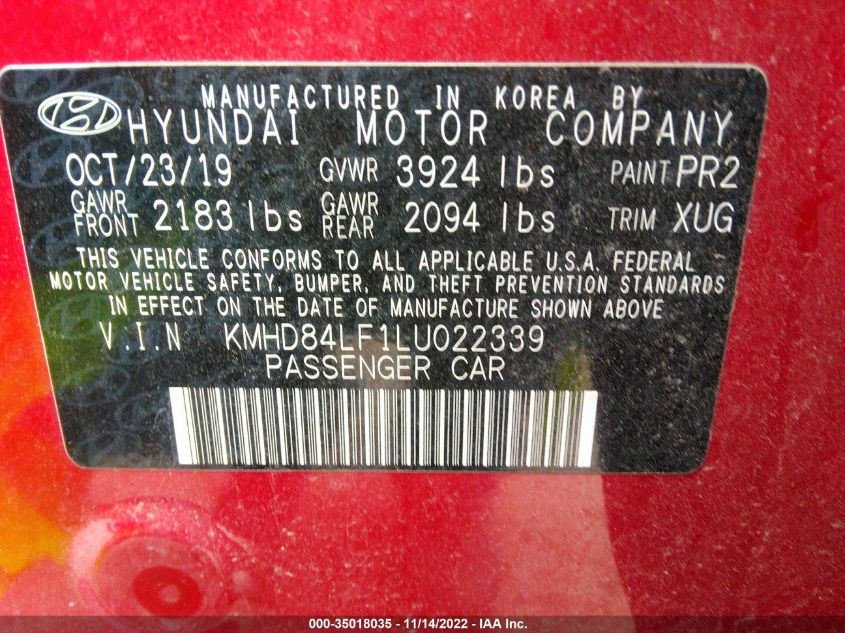 MANUFACTURED IN KOREA BY
HYUNDAI MOTOR COMPANY
OCT/23/19 GVWR 3924 lbs PAINT PR2
GAWR FRONT 2183 lbs GAWR REAR 2094 lbs TRIM XUG
THIS VEHICLE CONFORMS TO ALL APPLICABLE U.S.A. FEDERAL
MOTOR VEHICLE SAFETY, BUMPER, AND THEFT PREVENTION STANDARDS
IN EFFECT ON THE DATE OF MANUFACTURE SHOWN ABOVE
V.I.N KMHD84LF1LU022339
PASSENGER CAR
000-35018035 - 11/14/2022 - IAA Inc.